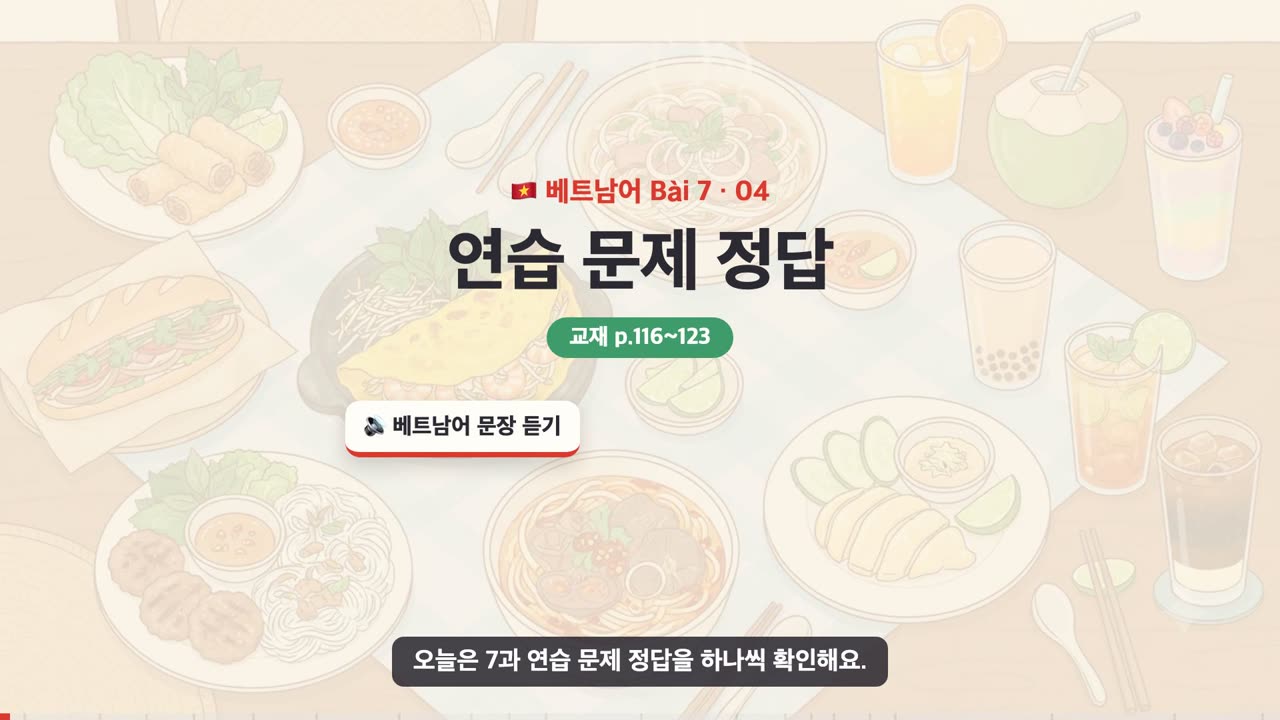 🇻🇳 베트남어 Bài 7 · 04
연습 문제 정답
교재 p.116~123
🔊 베트남어 문장 듣기
오늘은 7과 연습 문제 정답을 하나씩 확인해요.